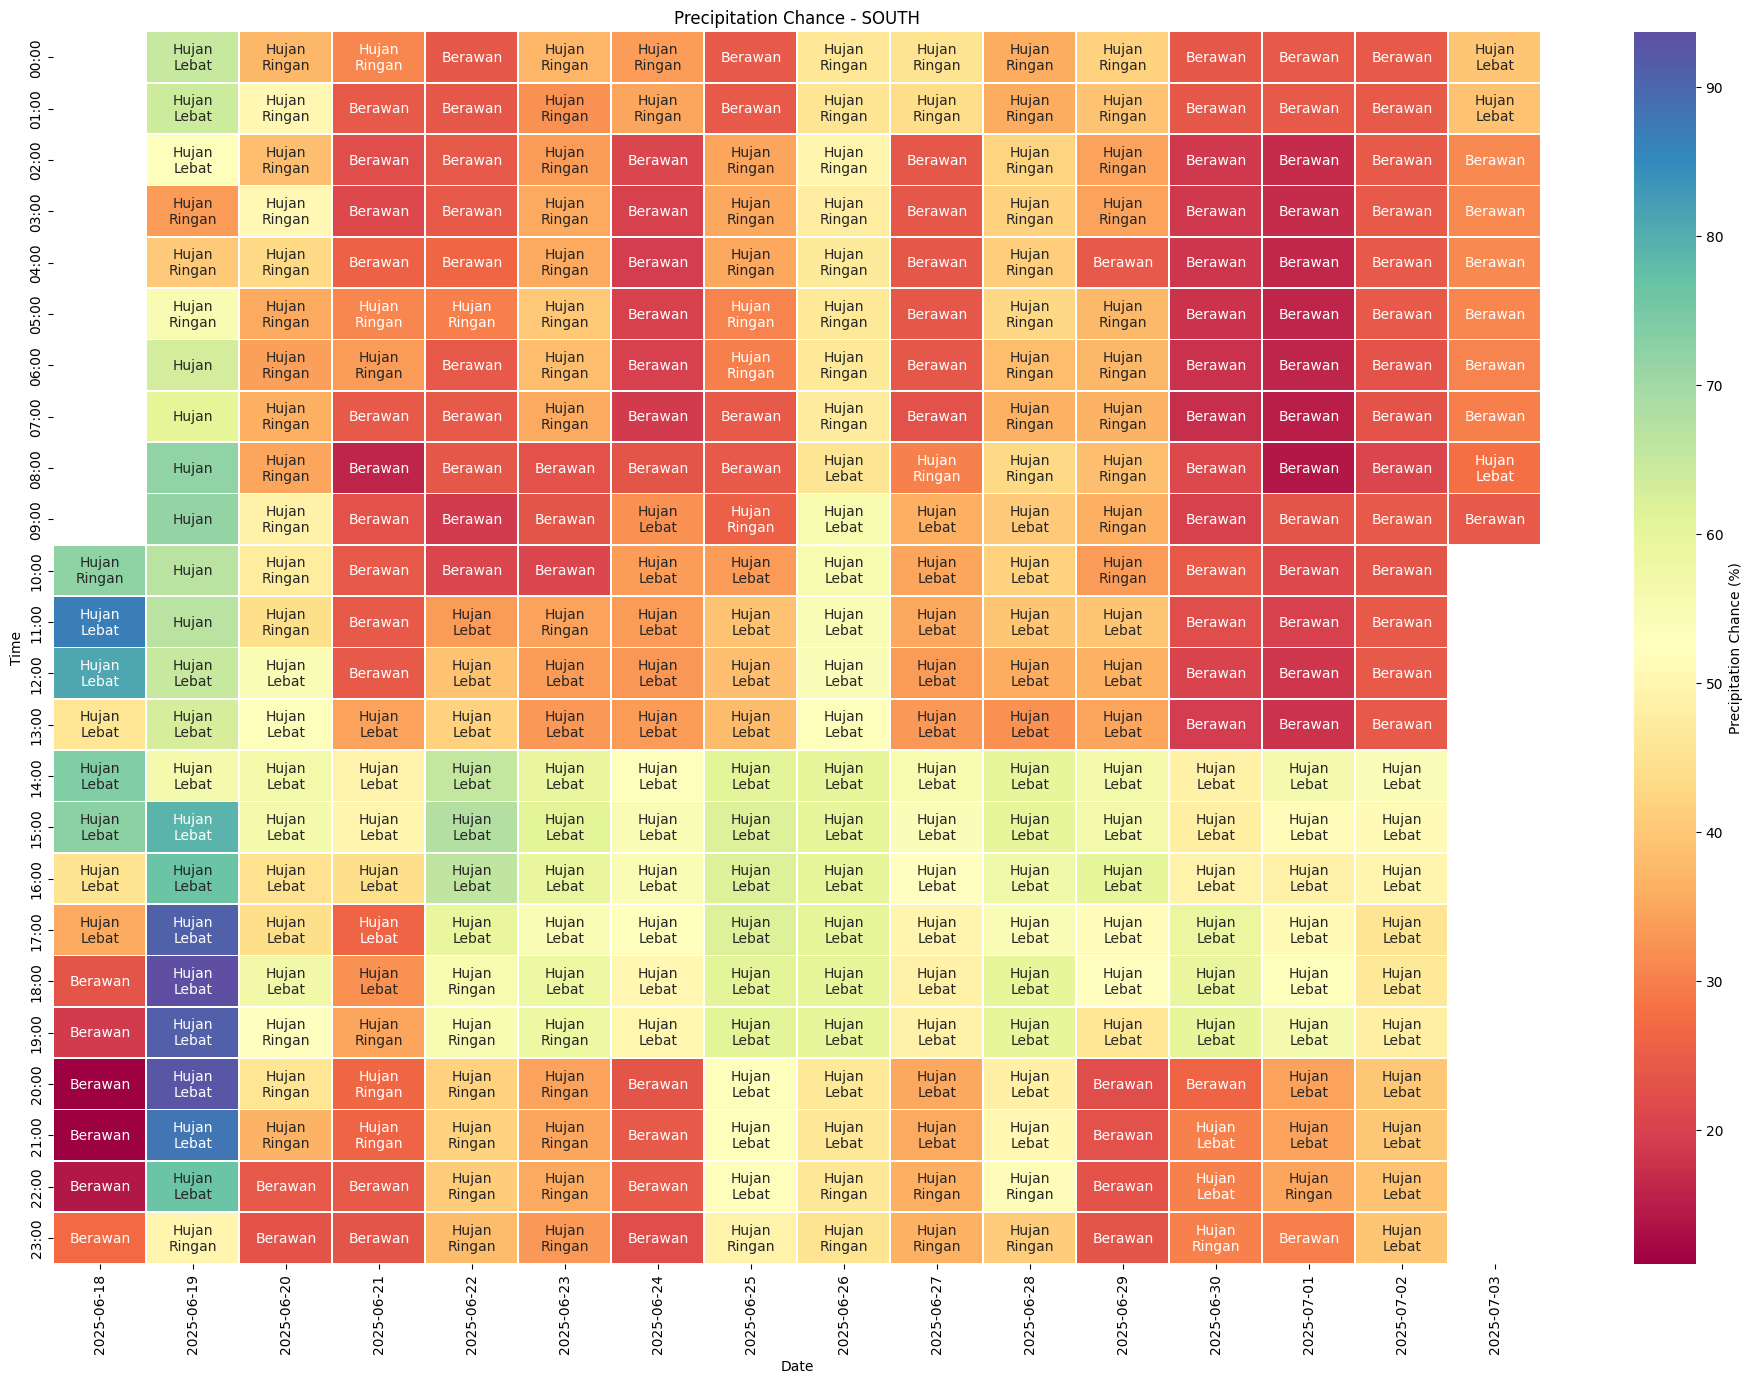 Precipitation Chance - SOUTH
00:00 Hujan Lebat Hujan Ringan Hujan Ringan Berawan Hujan Ringan Hujan Ringan Berawan Hujan Ringan Hujan Ringan Hujan Ringan Hujan Ringan Berawan Berawan Berawan Hujan Lebat
01:00 Hujan Lebat Hujan Ringan Berawan Berawan Hujan Ringan Hujan Ringan Berawan Hujan Ringan Hujan Ringan Hujan Ringan Hujan Ringan Berawan Berawan Berawan Hujan Lebat
02:00 Hujan Lebat Hujan Ringan Berawan Berawan Hujan Ringan Berawan Hujan Ringan Hujan Ringan Berawan Hujan Ringan Hujan Ringan Berawan Berawan Berawan Berawan
03:00 Hujan Ringan Hujan Ringan Berawan Berawan Hujan Ringan Berawan Hujan Ringan Hujan Ringan Berawan Hujan Ringan Hujan Ringan Berawan Berawan Berawan Berawan
04:00 Hujan Ringan Hujan Ringan Berawan Berawan Hujan Ringan Berawan Hujan Ringan Hujan Ringan Berawan Hujan Ringan Berawan Berawan Berawan Berawan Berawan
05:00 Hujan Ringan Hujan Ringan Hujan Ringan Hujan Ringan Hujan Ringan Berawan Hujan Ringan Hujan Ringan Berawan Hujan Ringan Hujan Ringan Berawan Berawan Berawan Berawan
06:00 Hujan Hujan Ringan Hujan Ringan Berawan Hujan Ringan Berawan Hujan Ringan Hujan Ringan Berawan Hujan Ringan Hujan Ringan Berawan Berawan Berawan Berawan
07:00 Hujan Hujan Ringan Berawan Berawan Hujan Ringan Berawan Berawan Hujan Ringan Berawan Hujan Ringan Hujan Ringan Berawan Berawan Berawan Berawan
08:00 Hujan Hujan Ringan Berawan Berawan Berawan Berawan Berawan Hujan Lebat Hujan Ringan Hujan Ringan Hujan Ringan Berawan Berawan Berawan Hujan Lebat
09:00 Hujan Hujan Ringan Berawan Berawan Berawan Hujan Lebat Hujan Ringan Hujan Lebat Hujan Lebat Hujan Lebat Hujan Ringan Berawan Berawan Berawan Berawan
10:00 Hujan Ringan Hujan Hujan Ringan Berawan Berawan Berawan Hujan Lebat Hujan Lebat Hujan Lebat Hujan Lebat Hujan Lebat Hujan Ringan Berawan Berawan Berawan
11:00 Hujan Lebat Hujan Hujan Ringan Berawan Hujan Lebat Hujan Ringan Hujan Lebat Hujan Lebat Hujan Lebat Hujan Lebat Hujan Lebat Hujan Lebat Berawan Berawan Berawan
12:00 Hujan Lebat Hujan Lebat Hujan Lebat Berawan Hujan Lebat Hujan Lebat Hujan Lebat Hujan Lebat Hujan Lebat Hujan Lebat Hujan Lebat Hujan Lebat Berawan Berawan Berawan
13:00 Hujan Lebat Hujan Lebat Hujan Lebat Hujan Lebat Hujan Lebat Hujan Lebat Hujan Lebat Hujan Lebat Hujan Lebat Hujan Lebat Hujan Lebat Hujan Lebat Berawan Berawan Berawan
14:00 Hujan Lebat Hujan Lebat Hujan Lebat Hujan Lebat Hujan Lebat Hujan Lebat Hujan Lebat Hujan Lebat Hujan Lebat Hujan Lebat Hujan Lebat Hujan Lebat Hujan Lebat Hujan Lebat Hujan Lebat
15:00 Hujan Lebat Hujan Lebat Hujan Lebat Hujan Lebat Hujan Lebat Hujan Lebat Hujan Lebat Hujan Lebat Hujan Lebat Hujan Lebat Hujan Lebat Hujan Lebat Hujan Lebat Hujan Lebat Hujan Lebat
16:00 Hujan Lebat Hujan Lebat Hujan Lebat Hujan Lebat Hujan Lebat Hujan Lebat Hujan Lebat Hujan Lebat Hujan Lebat Hujan Lebat Hujan Lebat Hujan Lebat Hujan Lebat Hujan Lebat Hujan Lebat
17:00 Hujan Lebat Hujan Lebat Hujan Lebat Hujan Lebat Hujan Lebat Hujan Lebat Hujan Lebat Hujan Lebat Hujan Lebat Hujan Lebat Hujan Lebat Hujan Lebat Hujan Lebat Hujan Lebat Hujan Lebat
18:00 Berawan Hujan Lebat Hujan Lebat Hujan Lebat Hujan Ringan Hujan Lebat Hujan Lebat Hujan Lebat Hujan Lebat Hujan Lebat Hujan Lebat Hujan Lebat Hujan Lebat Hujan Lebat Hujan Lebat
19:00 Berawan Hujan Lebat Hujan Ringan Hujan Ringan Hujan Ringan Hujan Ringan Hujan Lebat Hujan Lebat Hujan Lebat Hujan Lebat Hujan Lebat Hujan Lebat Hujan Lebat Hujan Lebat Hujan Lebat
20:00 Berawan Hujan Lebat Hujan Ringan Hujan Ringan Hujan Ringan Hujan Ringan Berawan Hujan Lebat Hujan Lebat Hujan Lebat Hujan Lebat Berawan Berawan Hujan Lebat Hujan Lebat
21:00 Berawan Hujan Lebat Hujan Ringan Hujan Ringan Hujan Ringan Hujan Ringan Berawan Hujan Lebat Hujan Lebat Hujan Lebat Hujan Lebat Berawan Hujan Lebat Hujan Lebat Hujan Lebat
22:00 Berawan Hujan Lebat Berawan Berawan Hujan Ringan Hujan Ringan Berawan Hujan Lebat Hujan Ringan Hujan Ringan Hujan Ringan Berawan Hujan Lebat Hujan Ringan Hujan Lebat
23:00 Berawan Hujan Ringan Berawan Berawan Hujan Ringan Hujan Ringan Berawan Hujan Ringan Hujan Ringan Hujan Ringan Hujan Ringan Berawan Hujan Ringan Berawan Hujan Lebat
Time
2025-06-18 2025-06-19 2025-06-20 2025-06-21 2025-06-22 2025-06-23 2025-06-24 2025-06-25 2025-06-26 2025-06-27 2025-06-28 2025-06-29 2025-06-30 2025-07-01 2025-07-02 2025-07-03
Date
90
80
70
60
50
40
30
20
Precipitation Chance (%)